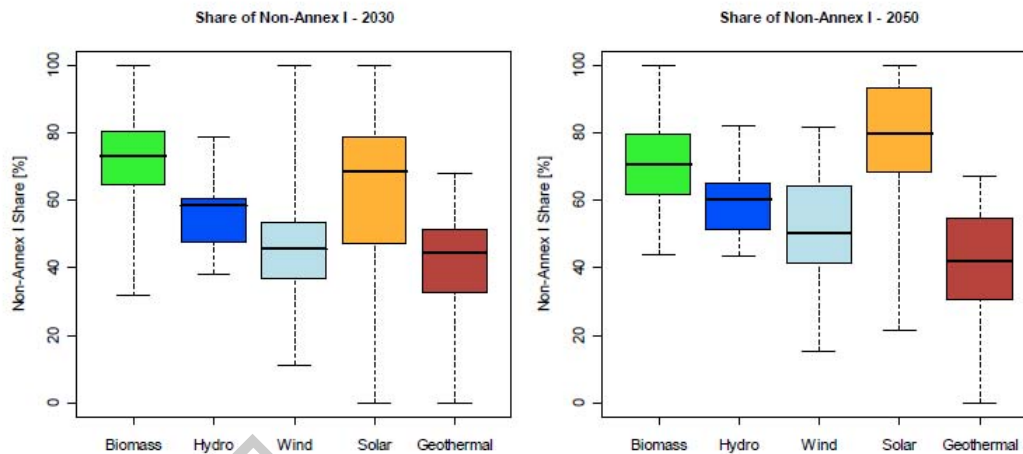 Share of Non-Annex I - 2030
Non-Annex I Share [%]
100
80
60
40
20
0
Biomass Hydro Wind Solar Geothermal
Share of Non-Annex I - 2050
Non-Annex I Share [%]
100
80
60
40
20
0
Biomass Hydro Wind Solar Geothermal